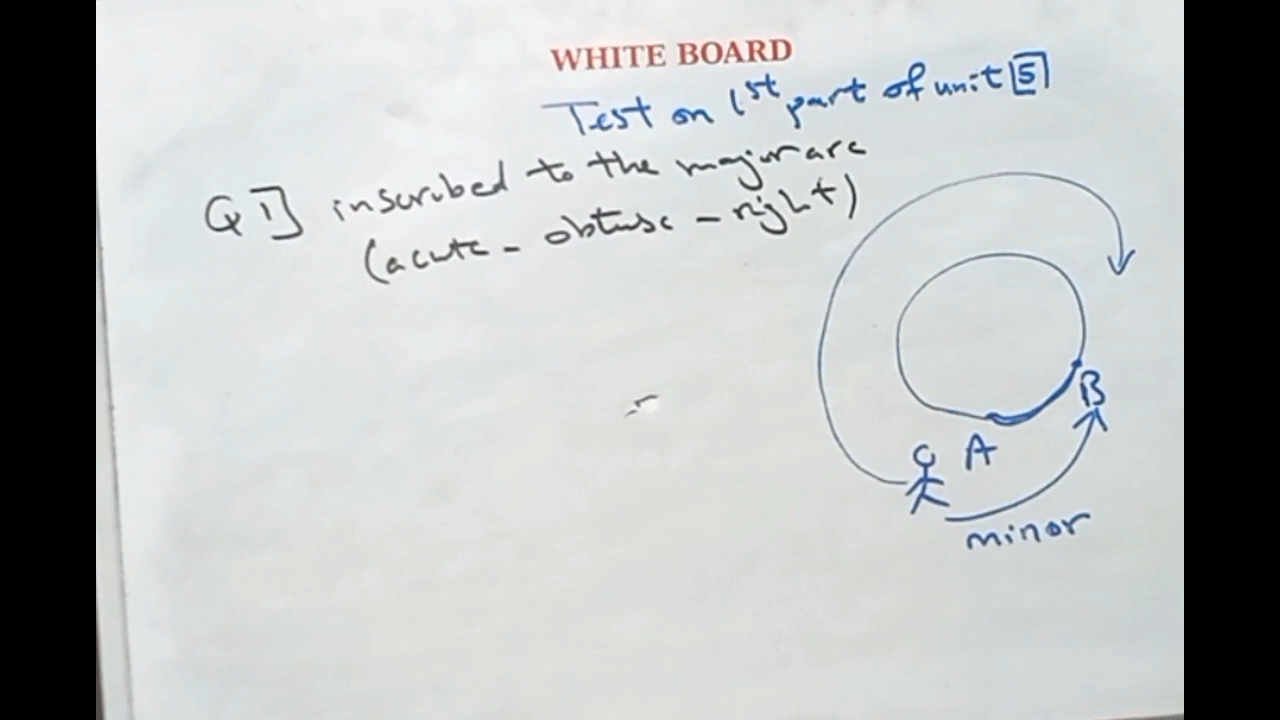 WHITE BOARD
Test on 1st part of unit 5
Q1] inscribed to the major arc
(acute - obtuse - right)
B
A
minor